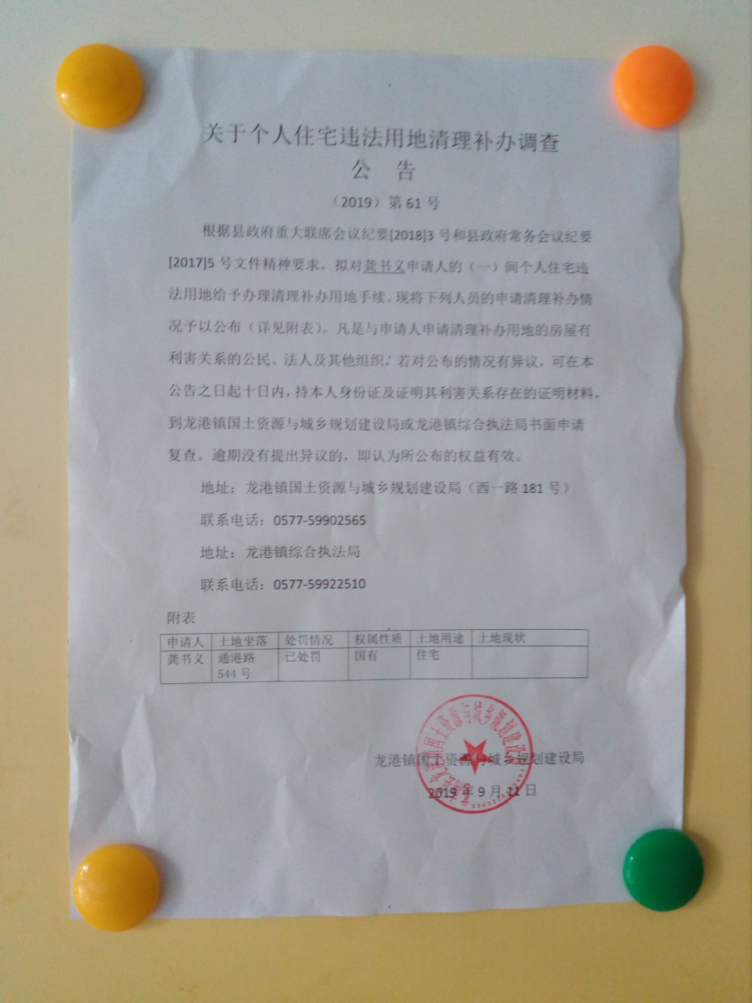 关于个人住宅违法用地清理补办调查
公 告
（2019）第 61 号
根据县政府重大联席会议纪要[2018]3 号和县政府常务会议纪要
[2017]5 号文件精神要求，拟对龚书义申请人的（一）间个人住宅违
法用地给予办理清理补办用地手续。现将下列人员的申请清理补办情
况予以公布（详见附表）。凡是与申请人申请清理补办用地的房屋有
利害关系的公民、法人及其他组织，若对公布的情况有异议，可在本
公告之日起十日内，持本人身份证及证明其利害关系存在的证明材料，
到龙港镇国土资源与城乡规划建设局或龙港镇综合执法局书面申请
复查。逾期没有提出异议的，即认为所公布的权益有效。
地址：龙港镇国土资源与城乡规划建设局（西一路 181 号）
联系电话：0577-59902565
地址：龙港镇综合执法局
联系电话：0577-59922510
附表
申请人 土地坐落 处罚情况 权属性质 土地用途 土地现状
龚书义 通港路 已处罚 国有 住宅
544 号
龙港镇国土资源与城乡规划建设局
2019 年 9 月 11 日